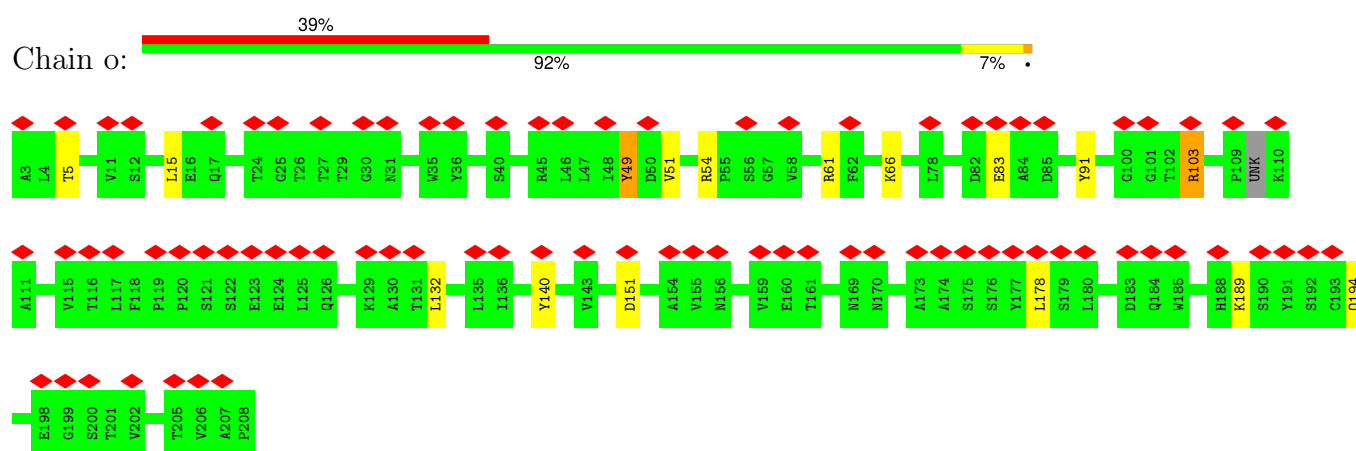 39%
Chain o:
92% 7% •
A3 L4 T5 V11 S12 L15 E16 Q17 T24 G25 T26 T27 T29 G30 N31 W35 Y36 S40 R45 L46 L47 I48 Y49 D50 V51 R54 P55 S56 G57 V58 R61 F62 K66 L78 D82 E83 A84 D85 Y91 G100 G101 T102 R103 P109 UNK K110
A111 V115 T116 L117 F118 P119 P120 S121 S122 E123 E124 L125 Q126 K129 A130 T131 L132 L135 I136 Y140 V143 D151 A154 V155 N156 V159 E160 T161 N169 N170 A173 A174 S175 S176 Y177 L178 S179 L180 D183 Q184 W185 H188 K189 S190 Y191 S192 C193 Q194
E198 G199 S200 T201 V202 T205 V206 A207 P208